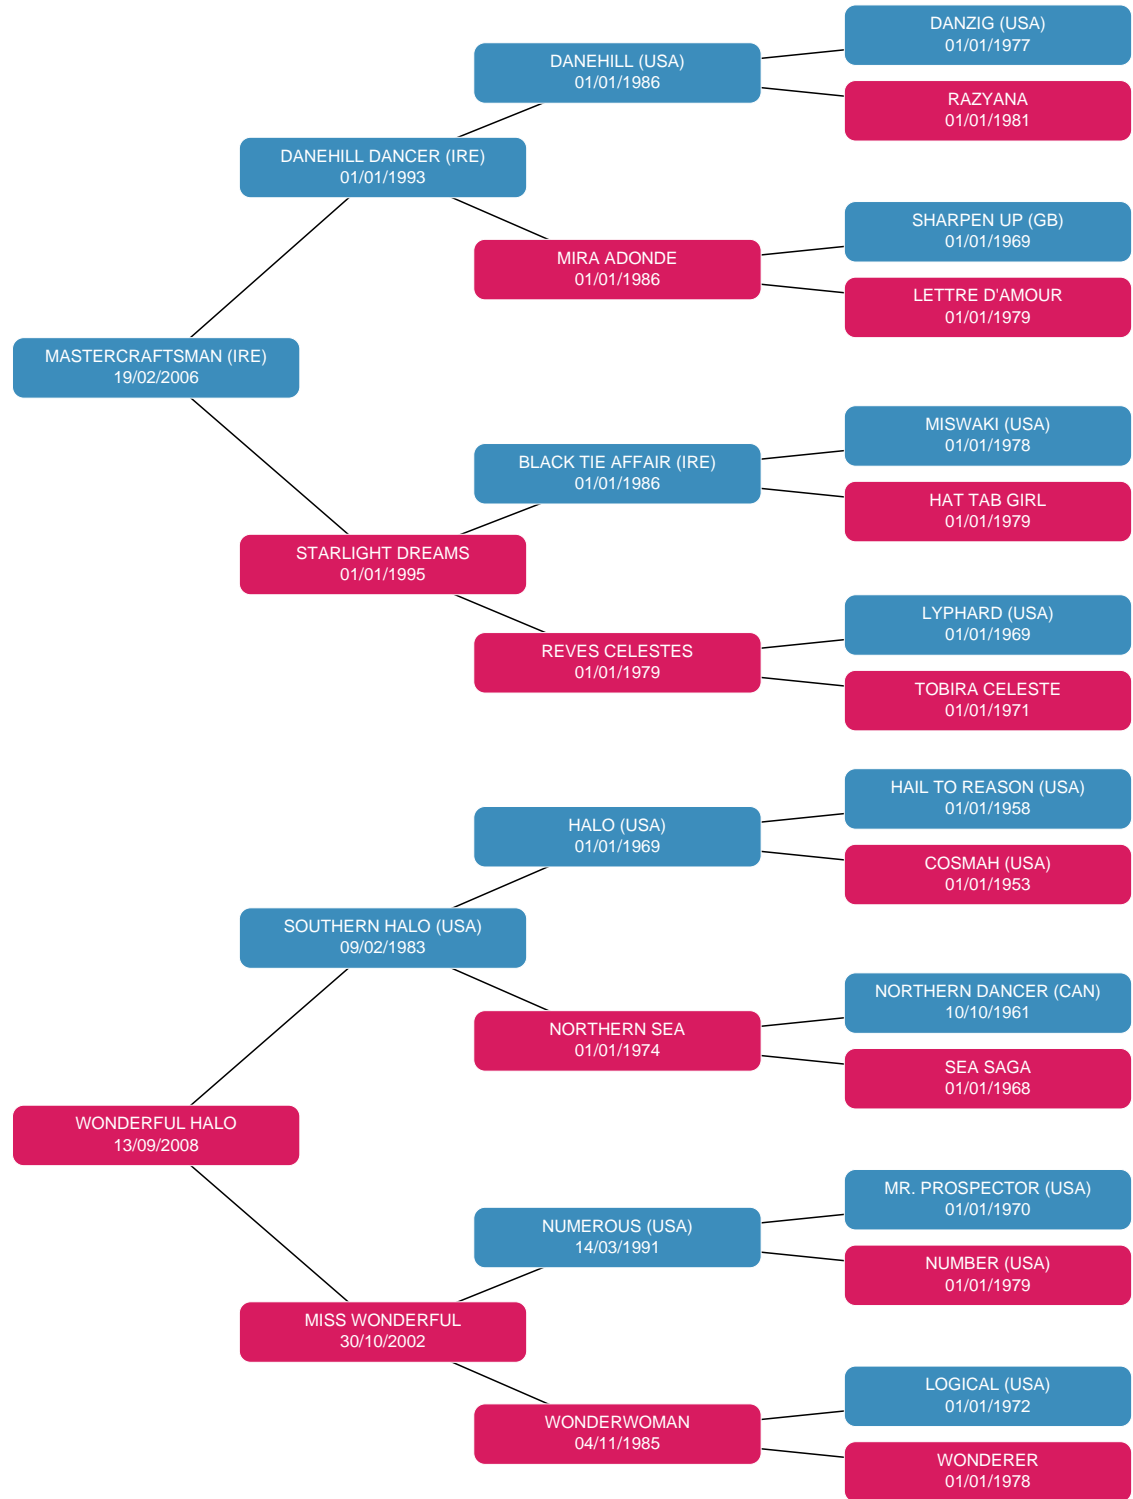 DANZIG (USA)
01/01/1977
DANEHILL (USA)
01/01/1986
RAZYANA
01/01/1981
DANEHILL DANCER (IRE)
01/01/1993
SHARPEN UP (GB)
01/01/1969
MIRA ADONDE
01/01/1986
LETTRE D'AMOUR
01/01/1979
MASTERCRAFTSMAN (IRE)
19/02/2006
MISWAKI (USA)
01/01/1978
BLACK TIE AFFAIR (IRE)
01/01/1986
HAT TAB GIRL
01/01/1979
STARLIGHT DREAMS
01/01/1995
LYPHARD (USA)
01/01/1969
REVES CELESTES
01/01/1979
TOBIRA CELESTE
01/01/1971
HAIL TO REASON (USA)
01/01/1958
HALO (USA)
01/01/1969
COSMAH (USA)
01/01/1953
SOUTHERN HALO (USA)
09/02/1983
NORTHERN DANCER (CAN)
10/10/1961
NORTHERN SEA
01/01/1974
SEA SAGA
01/01/1968
WONDERFUL HALO
13/09/2008
MR. PROSPECTOR (USA)
01/01/1970
NUMEROUS (USA)
14/03/1991
NUMBER (USA)
01/01/1979
MISS WONDERFUL
30/10/2002
LOGICAL (USA)
01/01/1972
WONDERWOMAN
04/11/1985
WONDERER
01/01/1978